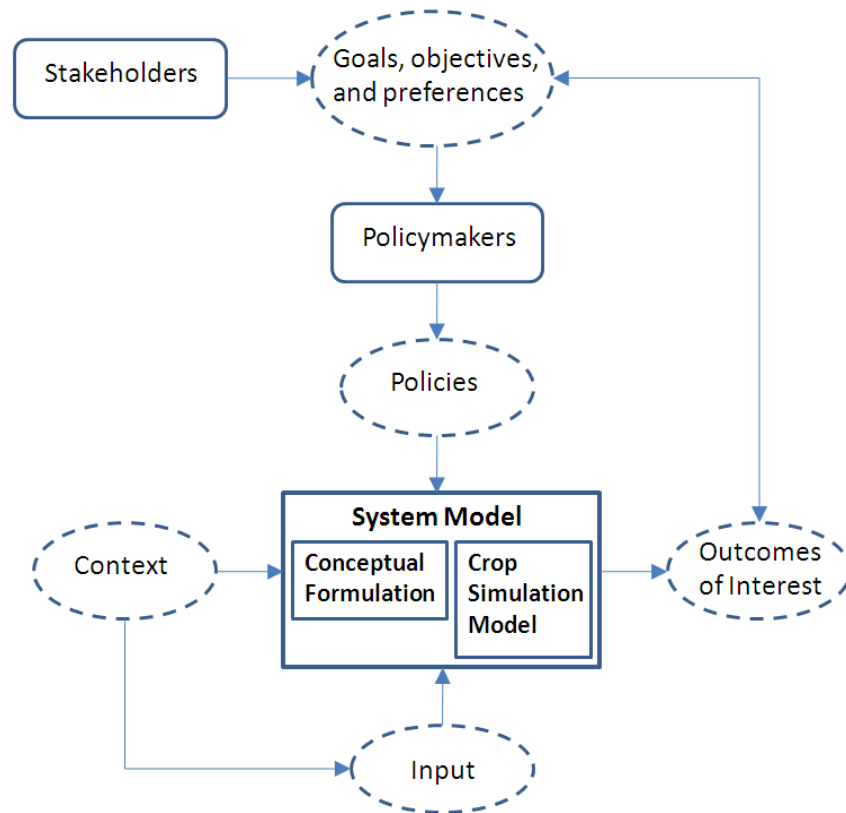 Stakeholders
Goals, objectives,
and preferences
Policymakers
Policies
System Model
Conceptual
Formulation
Crop
Simulation
Model
Context
Outcomes
of Interest
Input